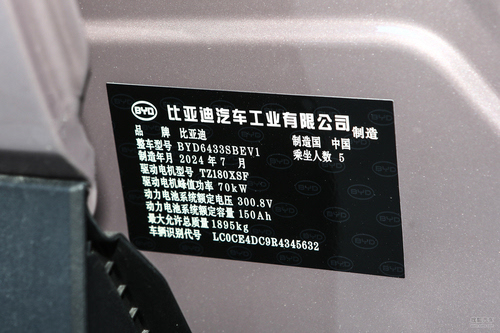 BYD 比亚迪汽车工业有限公司 制造
品 牌 比亚迪 制造国 中国
整车型号 BYD6433SBEV1 乘坐人数 5
制造年月 2024 年 7 月
驱动电机型号 TZ180XSF
驱动电机峰值功率 70kW
动力电池系统额定电压 300.8V
动力电池系统额定容量 150Ah
最大允许总质量 1895kg
车辆识别代号 LC0CE4DC9R4345632